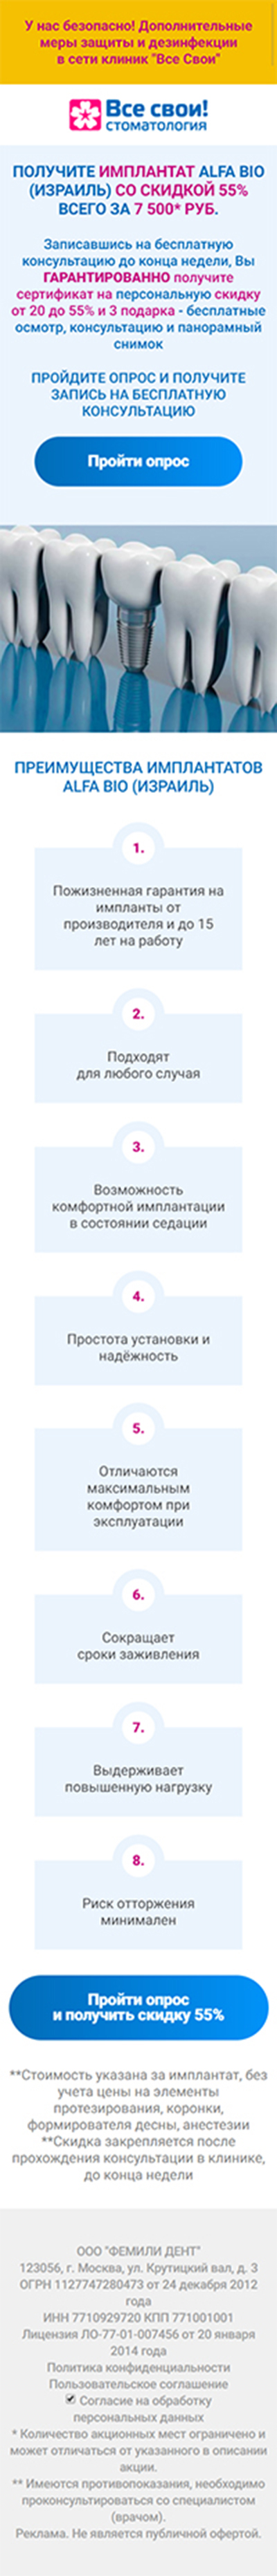 У нас безопасно! Дополнительные
меры защиты и дезинфекции
в сети клиник "Все Свои"
Все свои!
стоматология
ПОЛУЧИТЕ ИМПЛАНТАТ ALFA BIO
(ИЗРАИЛЬ) СО СКИДКОЙ 55%
ВСЕГО ЗА 7 500* РУБ.
Записавшись на бесплатную
консультацию до конца недели, Вы
ГАРАНТИРОВАННО получите
сертификат на персональную скидку
от 20 до 55% и 3 подарка - бесплатные
осмотр, консультацию и панорамный
снимок
ПРОЙДИТЕ ОПРОС И ПОЛУЧИТЕ
ЗАПИСЬ НА БЕСПЛАТНУЮ
КОНСУЛЬТАЦИЮ
Пройти опрос
ПРЕИМУЩЕСТВА ИМПЛАНТАТОВ
ALFA BIO (ИЗРАИЛЬ)
1.
Пожизненная гарантия на
импланты от
производителя и до 15
лет на работу
2.
Подходят
для любого случая
3.
Возможность
комфортной имплантации
в состоянии седации
4.
Простота установки и
надёжность
5.
Отличаются
максимальным
комфортом при
эксплуатации
6.
Сокращает
сроки заживления
7.
Выдерживает
повышенную нагрузку
8.
Риск отторжения
минимален
Пройти опрос
и получить скидку 55%
**Стоимость указана за имплантат, без
учета цены на элементы
протезирования, коронки,
формирователя десны, анестезии
**Скидка закрепляется после
прохождения консультации в клинике,
до конца недели
ООО "ФЕМИЛИ ДЕНТ"
123056, г. Москва, ул. Крутицкий вал, д. 3
ОГРН 1127747280473 от 24 декабря 2012
года
ИНН 7710929720 КПП 771001001
Лицензия ЛО-77-01-007456 от 20 января
2014 года
Политика конфиденциальности
Пользовательское соглашение
Согласие на обработку
персональных данных
* Количество акционных мест ограничено и
может отличаться от указанного в описании
акции.
** Имеются противопоказания, необходимо
проконсультироваться со специалистом
(врачом).
Реклама. Не является публичной офертой.